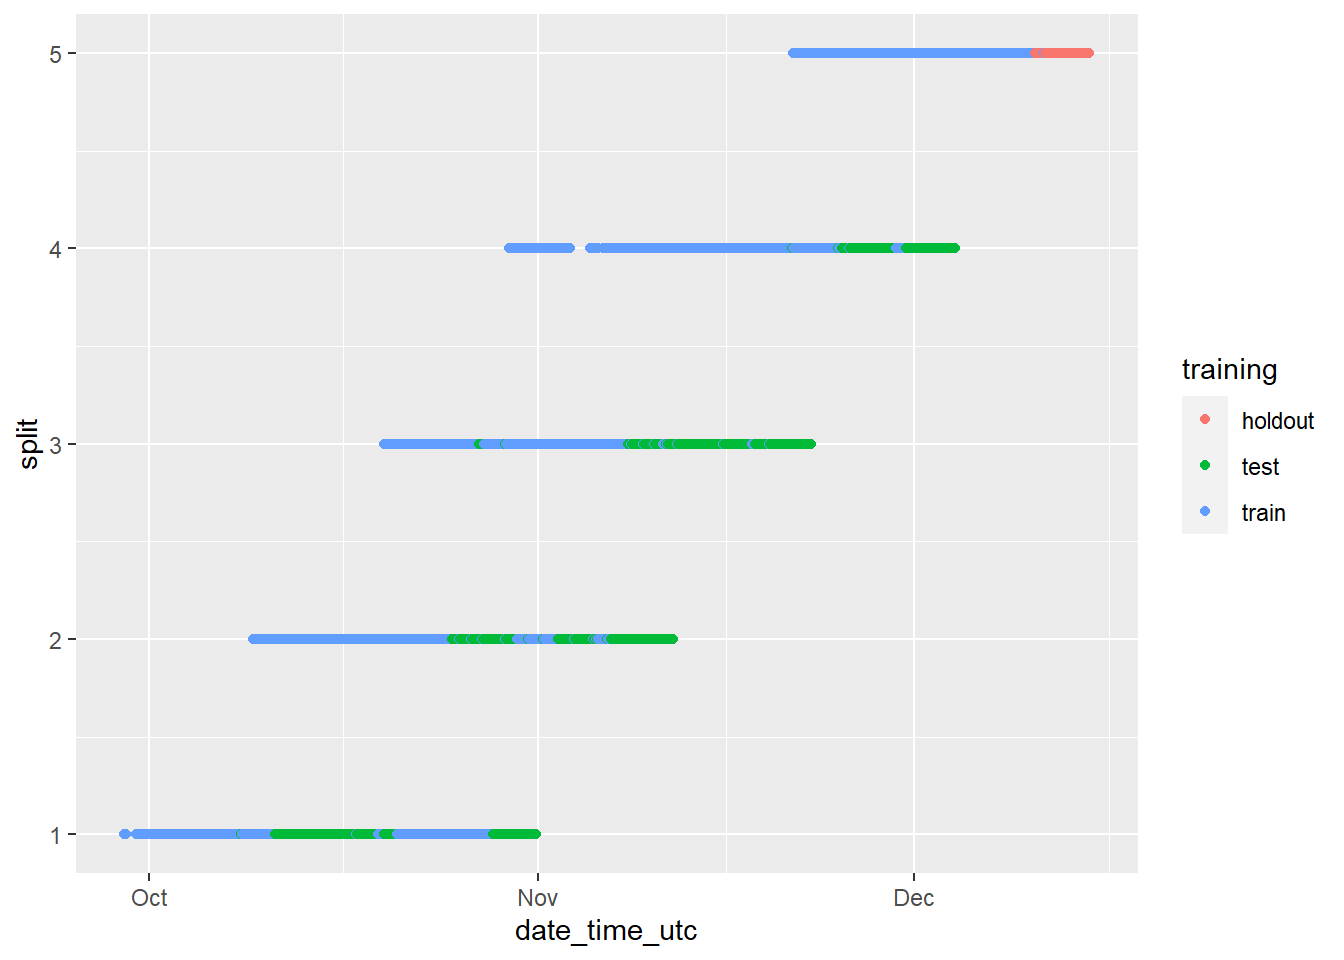 5
4
3
2
1
split
Oct Nov Dec
date_time_utc
training
holdout
test
train